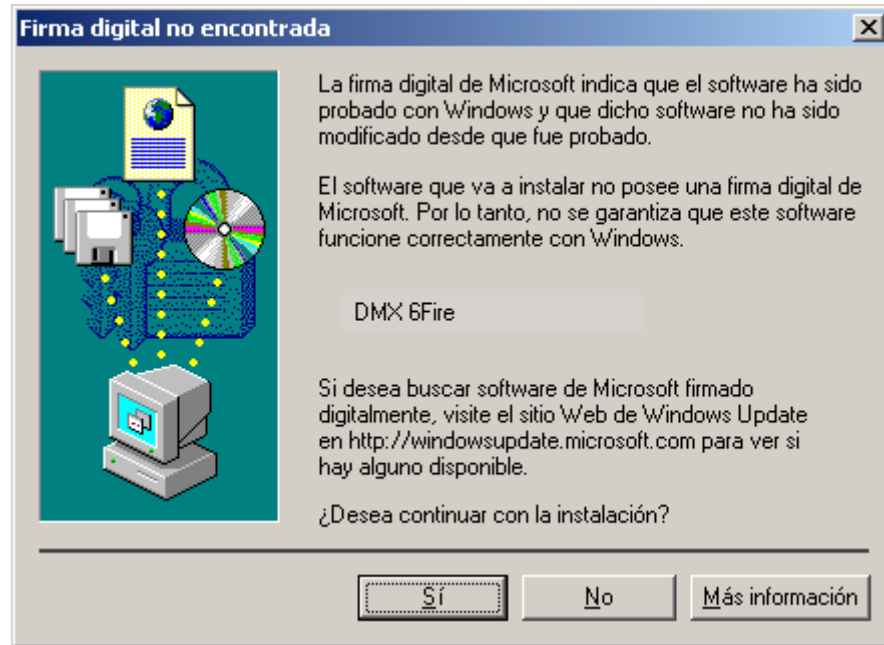 Firma digital no encontrada
La firma digital de Microsoft indica que el software ha sido
probado con Windows y que dicho software no ha sido
modificado desde que fue probado.
El software que va a instalar no posee una firma digital de
Microsoft. Por lo tanto, no se garantiza que este software
funcione correctamente con Windows.
DMX 6Fire
Si desea buscar software de Microsoft firmado
digitalmente, visite el sitio Web de Windows Update
en http://windowsupdate.microsoft.com para ver si
hay alguno disponible.
¿Desea continuar con la instalación?
Sí
No
Más información